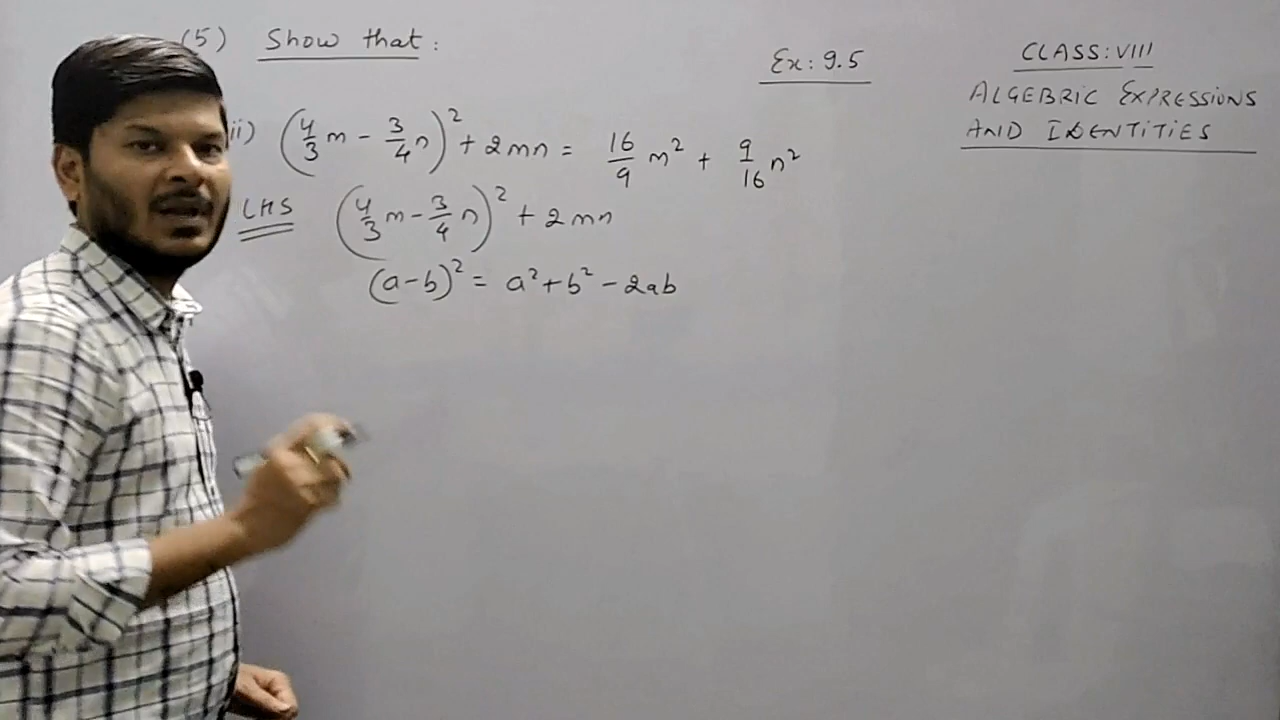 (5) Show that:
Ex: 9.5
CLASS: VIII
ALGEBRIC EXPRESSIONS
AND IDENTITIES
ii) (4/3 m - 3/4 n)² + 2mn = 16/9 m² + 9/16 n²
LHS (4/3 m - 3/4 n)² + 2mn
(a-b)² = a² + b² - 2ab